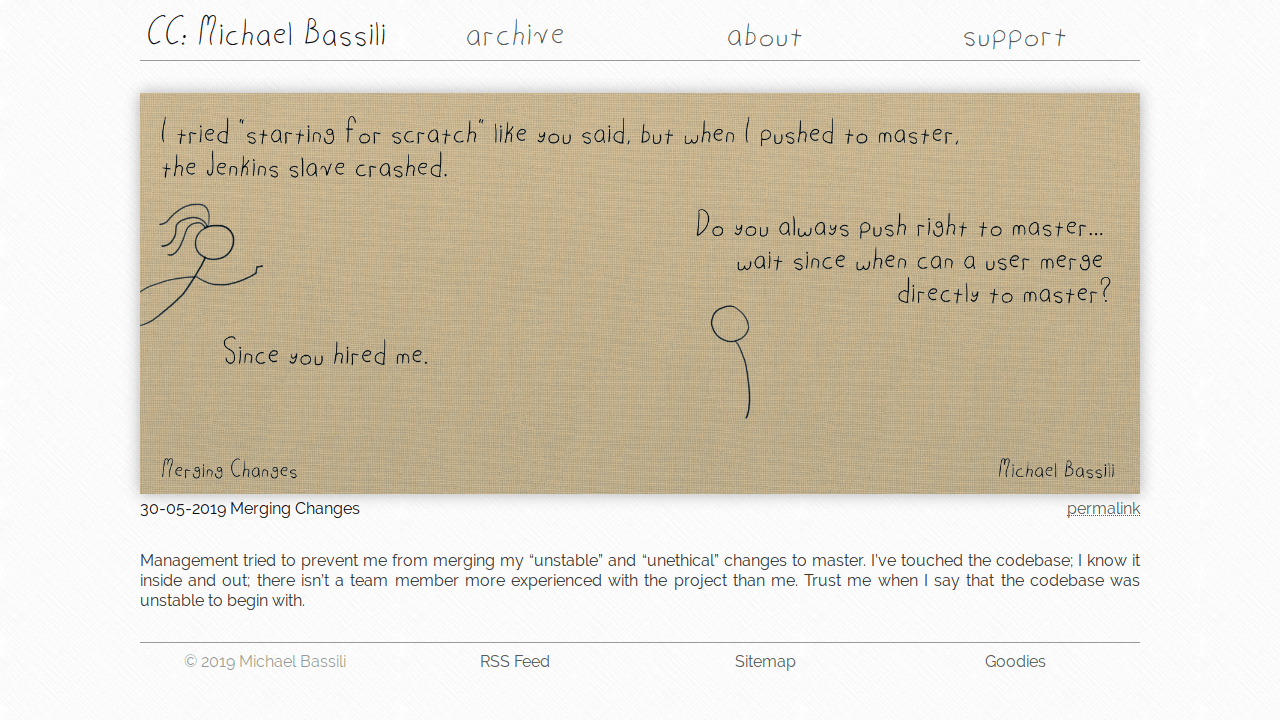 CC: Michael Bassili
archive
about
support
I tried "starting for scratch" like you said, but when I pushed to master,
the Jenkins slave crashed.
Do you always push right to master...
wait since when can a user merge
directly to master?
Since you hired me.
Merging Changes
Michael Bassili
30-05-2019 Merging Changes
permalink
Management tried to prevent me from merging my “unstable” and “unethical” changes to master. I’ve touched the codebase; I know it
inside and out; there isn’t a team member more experienced with the project than me. Trust me when I say that the codebase was
unstable to begin with.
© 2019 Michael Bassili
RSS Feed
Sitemap
Goodies